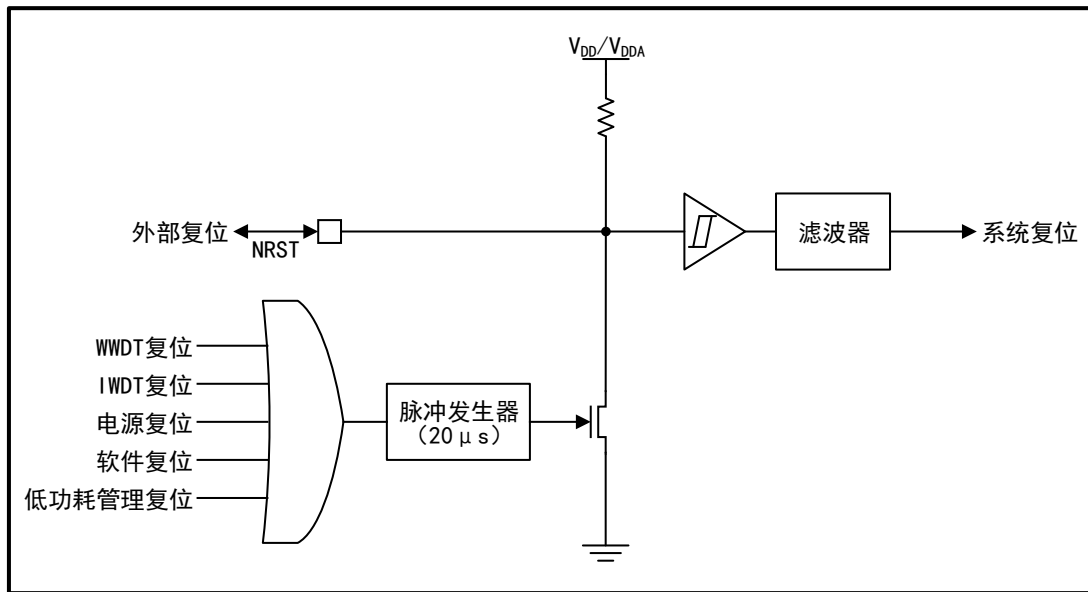 V_DD/V_DDA
外部复位
NRST
滤波器
系统复位
WWDT复位
IWDT复位
电源复位
软件复位
低功耗管理复位
脉冲发生器
（20μs）